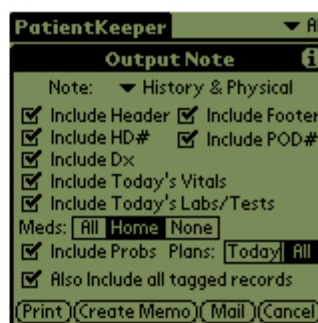 PatientKeeper
Output Note
Note: History & Physical
Include Header Include Footer
Include HD# Include POD#
Include Dx
Include Today's Vitals
Include Today's Labs/Tests
Meds: All Home None
Include Probs Plans: Today All
Also Include all tagged records
Print Create Memo Mail Cancel